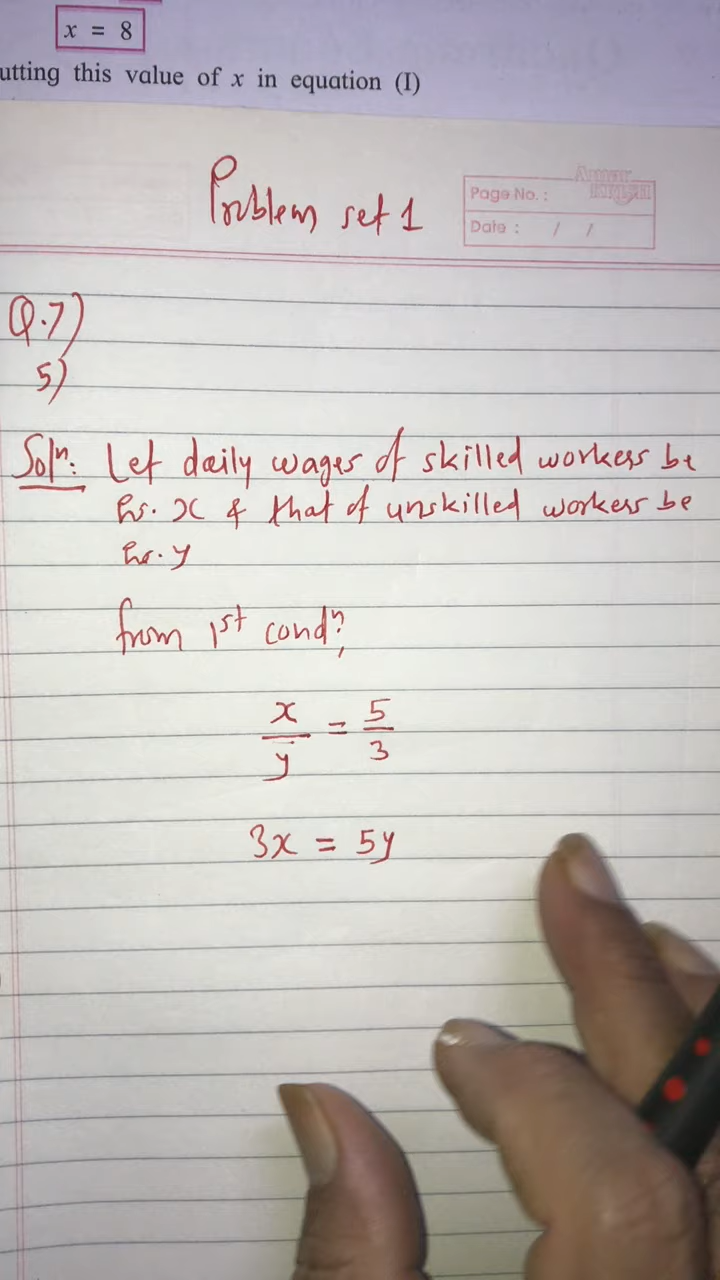 x = 8
utting this value of x in equation (I)
Problem set 1
Page No. :
Date : / /
Q.7)
5)
Solⁿ: Let daily wages of skilled workers be
Rs. x & that of unskilled workers be
Rs. y
from 1st condⁿ,
x/y = 5/3
3x = 5y